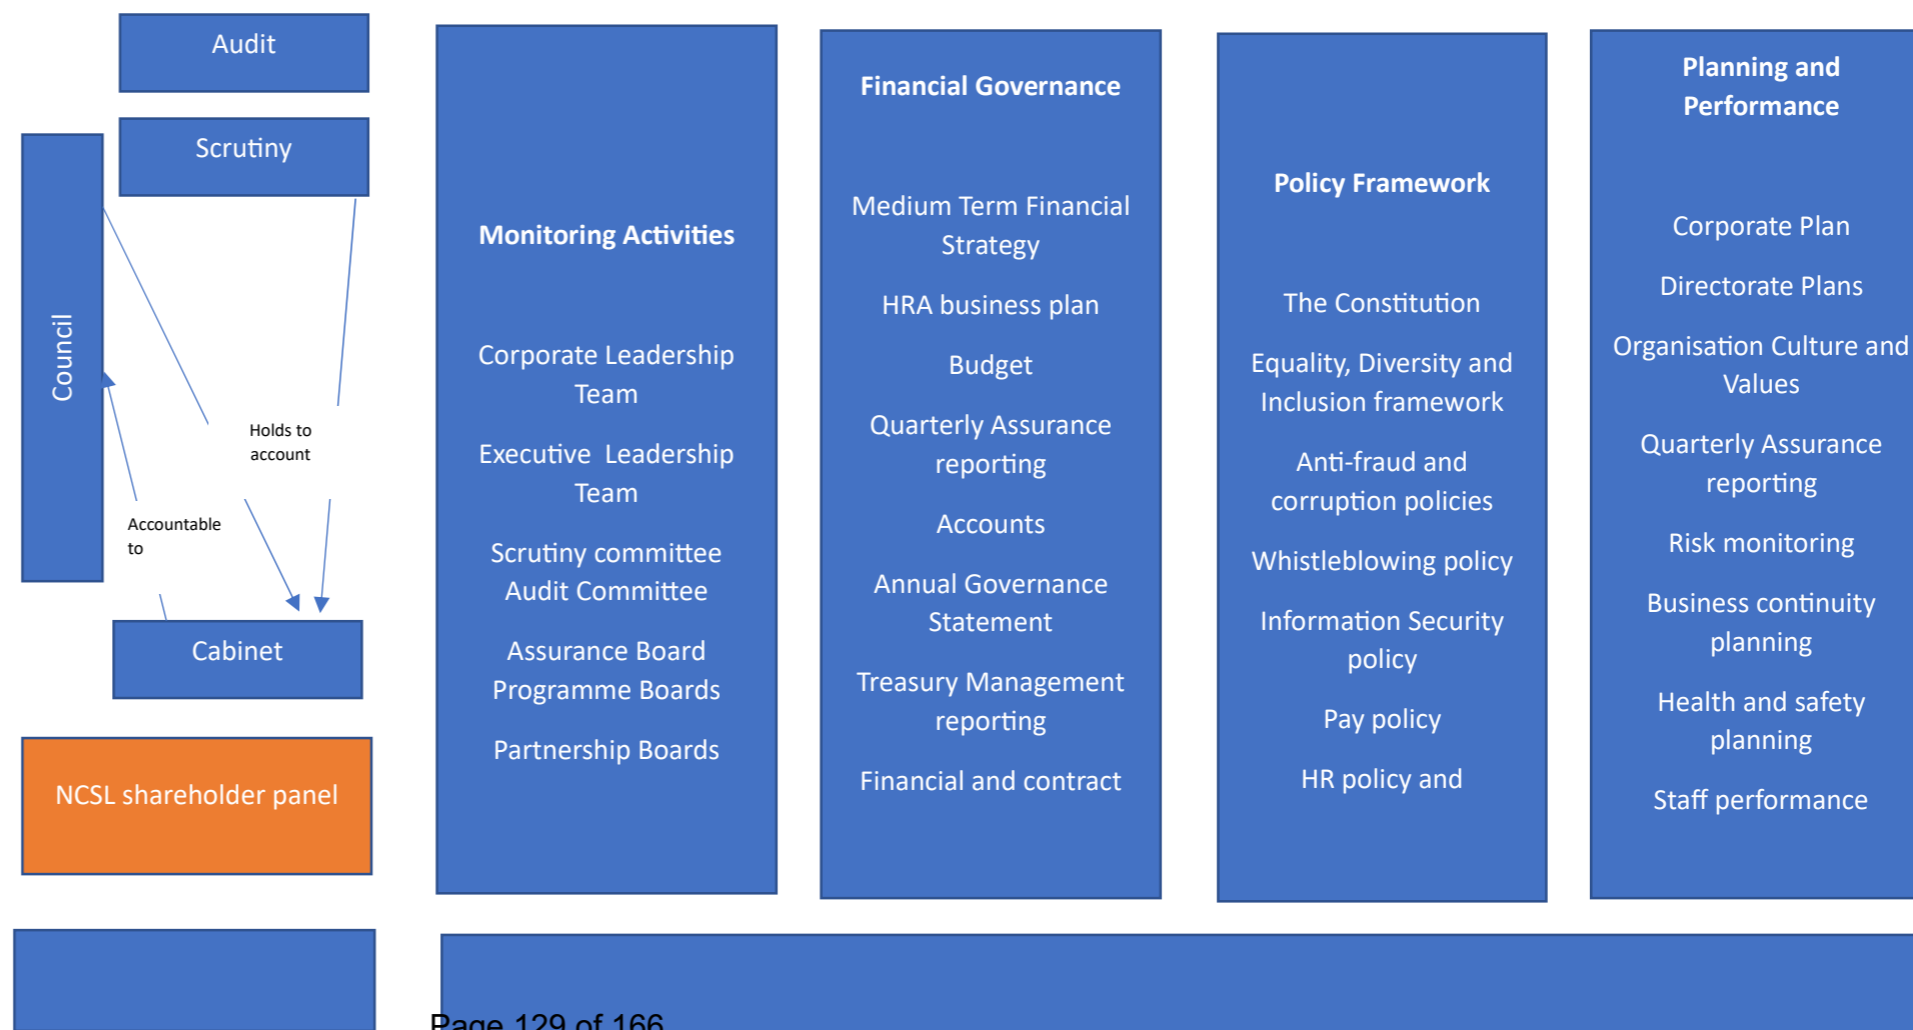 Audit
Scrutiny
Council
Holds to
account
Accountable
to
Cabinet
NCSL shareholder panel
Monitoring Activities
Corporate Leadership
Team
Executive  Leadership
Team
Scrutiny committee
Audit Committee
Assurance Board
Programme Boards
Partnership Boards
Financial Governance
Medium Term Financial
Strategy
HRA business plan
Budget
Quarterly Assurance
reporting
Accounts
Annual Governance
Statement
Treasury Management
reporting
Financial and contract
Policy Framework
The Constitution
Equality, Diversity and
Inclusion framework
Anti-fraud and
corruption policies
Whistleblowing policy
Information Security
policy
Pay policy
HR policy and
Planning and
Performance
Corporate Plan
Directorate Plans
Organisation Culture and
Values
Quarterly Assurance
reporting
Risk monitoring
Business continuity
planning
Health and safety
planning
Staff performance
Page 129 of 166